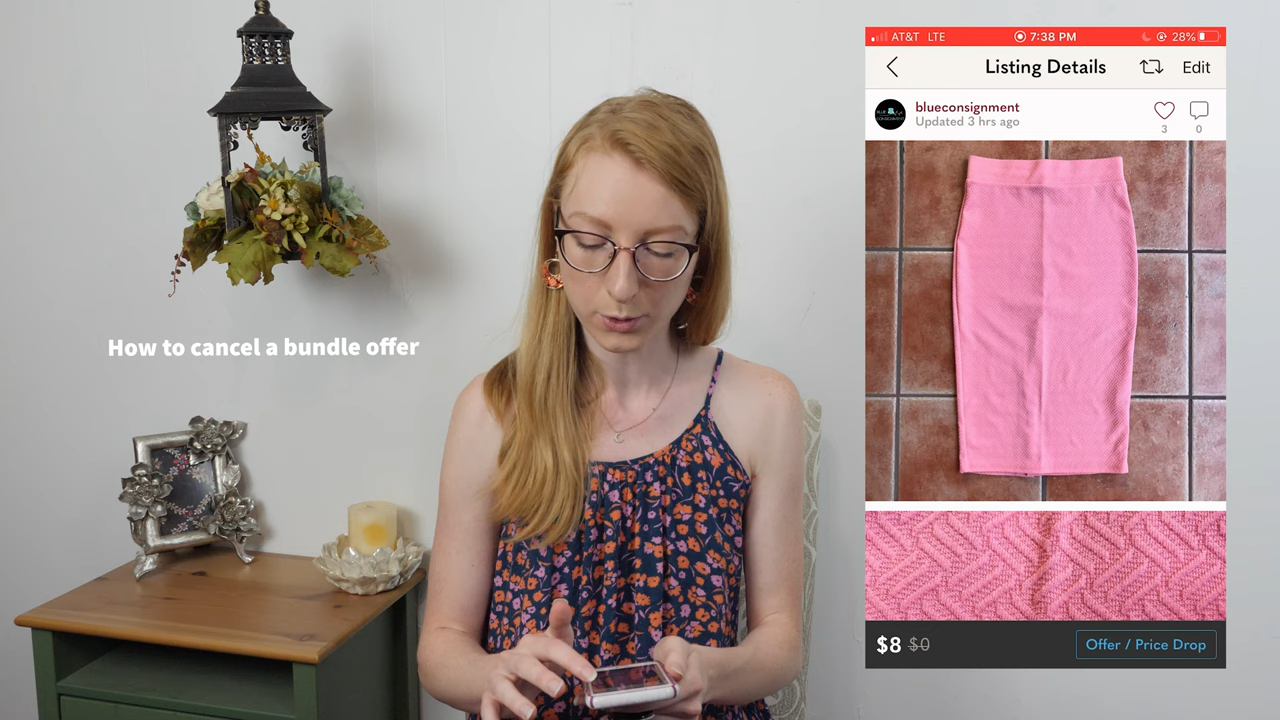 How to cancel a bundle offer
AT&T LTE
7:38 PM
28%
Listing Details
Edit
blueconsignment
Updated 3 hrs ago
3
0
$8 $0
Offer / Price Drop